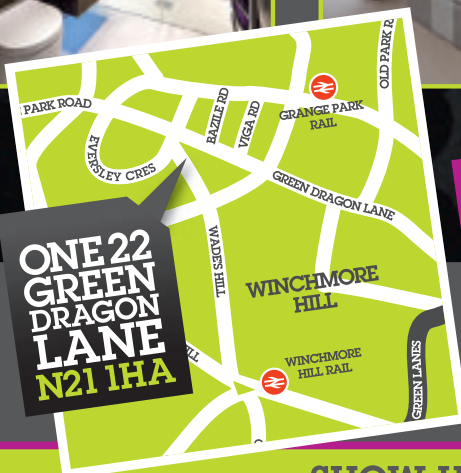 PARK ROAD
OLD PARK R
BAZILE RD
VIGA RD
GRANGE PARK
RAIL
EVERSLEY CRES
GREEN DRAGON LANE
WADES HILL
ONE 22
GREEN
DRAGON
LANE
N21 1HA
WINCHMORE
HILL
WINCHMORE
HILL RAIL
GREEN LANES